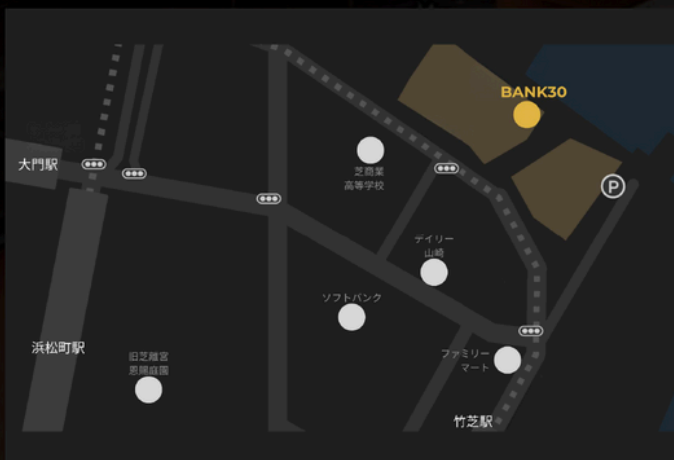 BANK30
大門駅
芝商業
高等学校
P
デイリー
山崎
ソフトバンク
浜松町駅
旧芝離宮
恩賜庭園
ファミリー
マート
竹芝駅